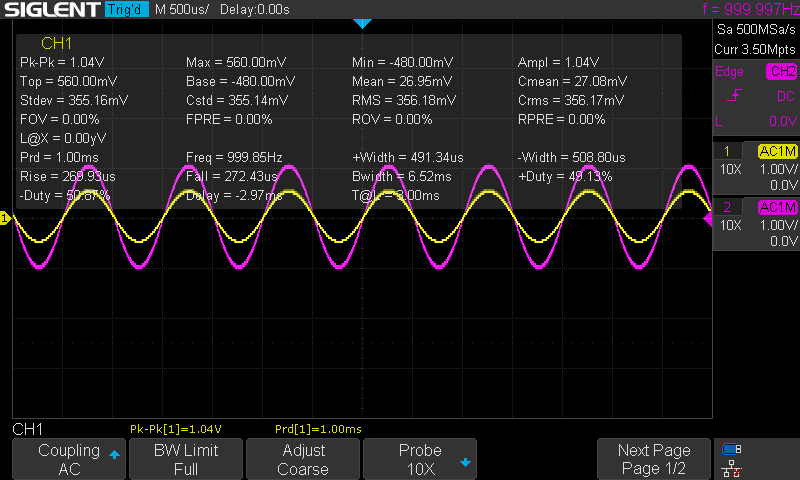 SIGLENT Trig'd M 500us/ Delay:0.00s f = 999.997Hz
Sa 500MSa/s
Curr 3.50Mpts
Edge CH2
DC
L 0.0V
1 AC1M
10X 1.00V/
0.0V
2 AC1M
10X 1.00V/
0.0V
CH1
Pk-Pk = 1.04V Max = 560.00mV Min = -480.00mV Ampl = 1.04V
Top = 560.00mV Base = -480.00mV Mean = 26.95mV Cmean = 27.08mV
Stdev = 355.16mV Cstd = 355.14mV RMS = 356.18mV Crms = 356.17mV
FOV = 0.00% FPRE = 0.00% ROV = 0.00% RPRE = 0.00%
L@X = 0.00yV
Prd = 1.00ms Freq = 999.85Hz +Width = 491.34us -Width = 508.80us
Rise = 269.93us Fall = 272.43us Bwidth = 6.52ms +Duty = 49.13%
-Duty = 50.87% Delay = -2.97ms T@L = 3.00ms
1
CH1 Pk-Pk[1]=1.04V Prd[1]=1.00ms
Coupling BW Limit Adjust Probe Next Page
AC Full Coarse 10X Page 1/2